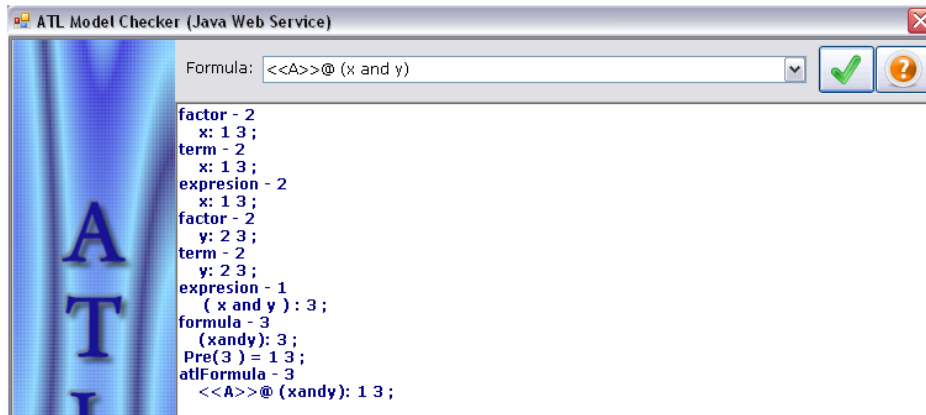 ATL Model Checker (Java Web Service)
Formula: <<A>>@ (x and y)
factor - 2
x: 1 3 ;
term - 2
x: 1 3 ;
expresion - 2
x: 1 3 ;
factor - 2
y: 2 3 ;
term - 2
y: 2 3 ;
expresion - 1
( x and y ) : 3 ;
formula - 3
(xandy): 3 ;
Pre(3 ) = 1 3 ;
atlFormula - 3
<<A>>@ (xandy): 1 3 ;
A
T